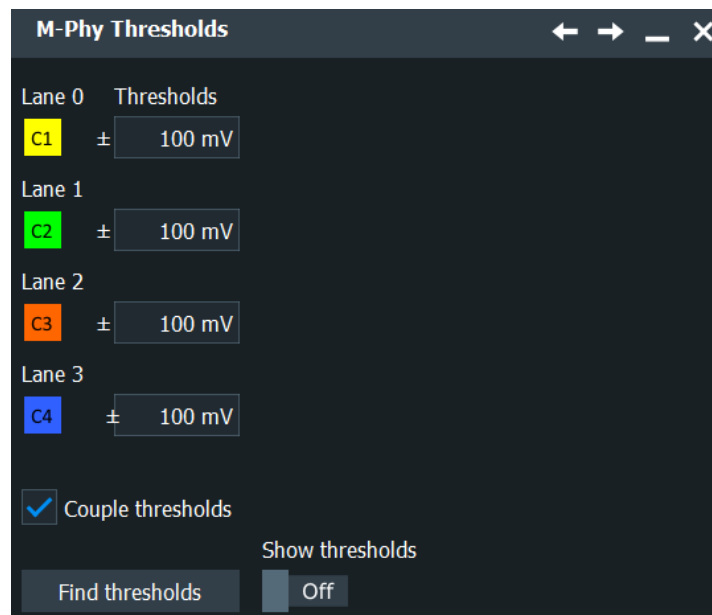 M-Phy Thresholds
Lane 0 Thresholds
C1 ± 100 mV
Lane 1
C2 ± 100 mV
Lane 2
C3 ± 100 mV
Lane 3
C4 ± 100 mV
Couple thresholds
Show thresholds
Find thresholds Off